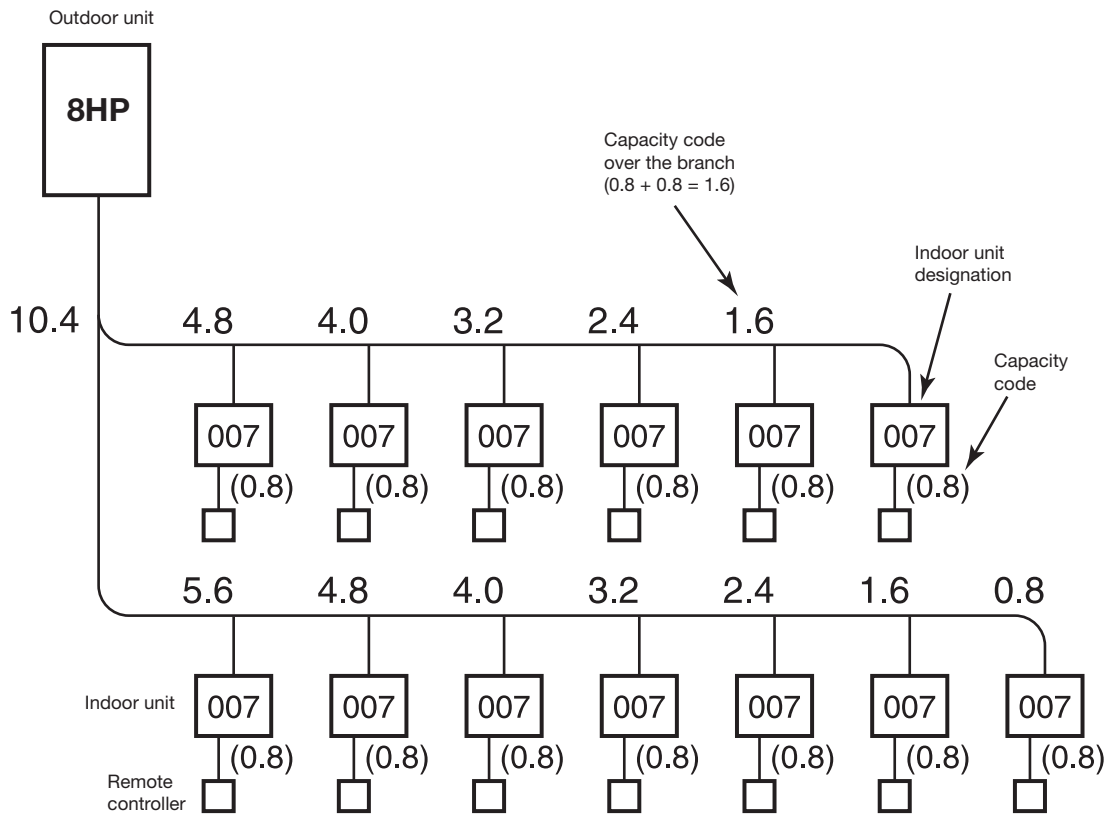 Outdoor unit
8HP
Capacity code
over the branch
(0.8 + 0.8 = 1.6)
Indoor unit
designation
10.4 4.8 4.0 3.2 2.4 1.6
Capacity
code
007 007 007 007 007 007
(0.8) (0.8) (0.8) (0.8) (0.8) (0.8)
5.6 4.8 4.0 3.2 2.4 1.6 0.8
Indoor unit 007 007 007 007 007 007 007
(0.8) (0.8) (0.8) (0.8) (0.8) (0.8) (0.8)
Remote
controller